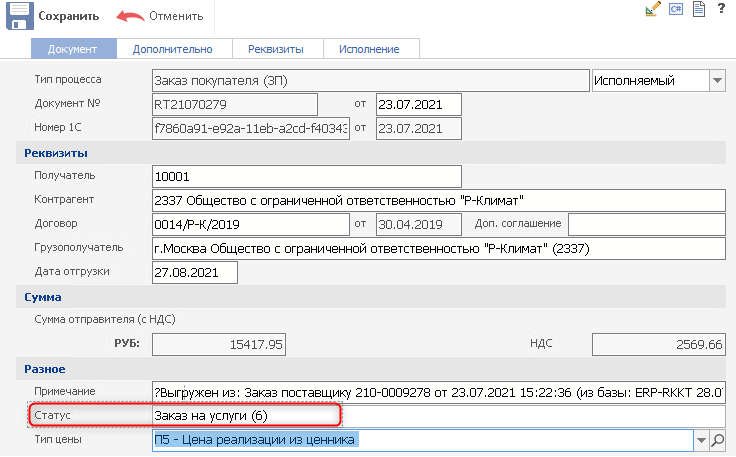 Сохранить Отменить C# ?
Документ Дополнительно Реквизиты Исполнение
Тип процесса Заказ покупателя (ЗП) Исполняемый
Документ № RT21070279 от 23.07.2021
Номер 1С f7860a91-e92a-11eb-a2cd-f40343 от 23.07.2021
Реквизиты
Получатель 10001
Контрагент 2337 Общество с ограниченной ответственностью "Р-Климат"
Договор 0014/Р-К/2019 от 30.04.2019 Доп. соглашение
Грузополучатель г.Москва Общество с ограниченной ответственностью "Р-Климат" (2337)
Дата отгрузки 27.08.2021
Сумма
Сумма отправителя (с НДС)
РУБ: 15417.95 НДС 2569.66
Разное
Примечание ?Выгружен из: Заказ поставщику 210-0009278 от 23.07.2021 15:22:36 (из базы: ERP-RKKT 28.07
Статус Заказ на услуги (6)
Тип цены П5 - Цена реализации из ценника